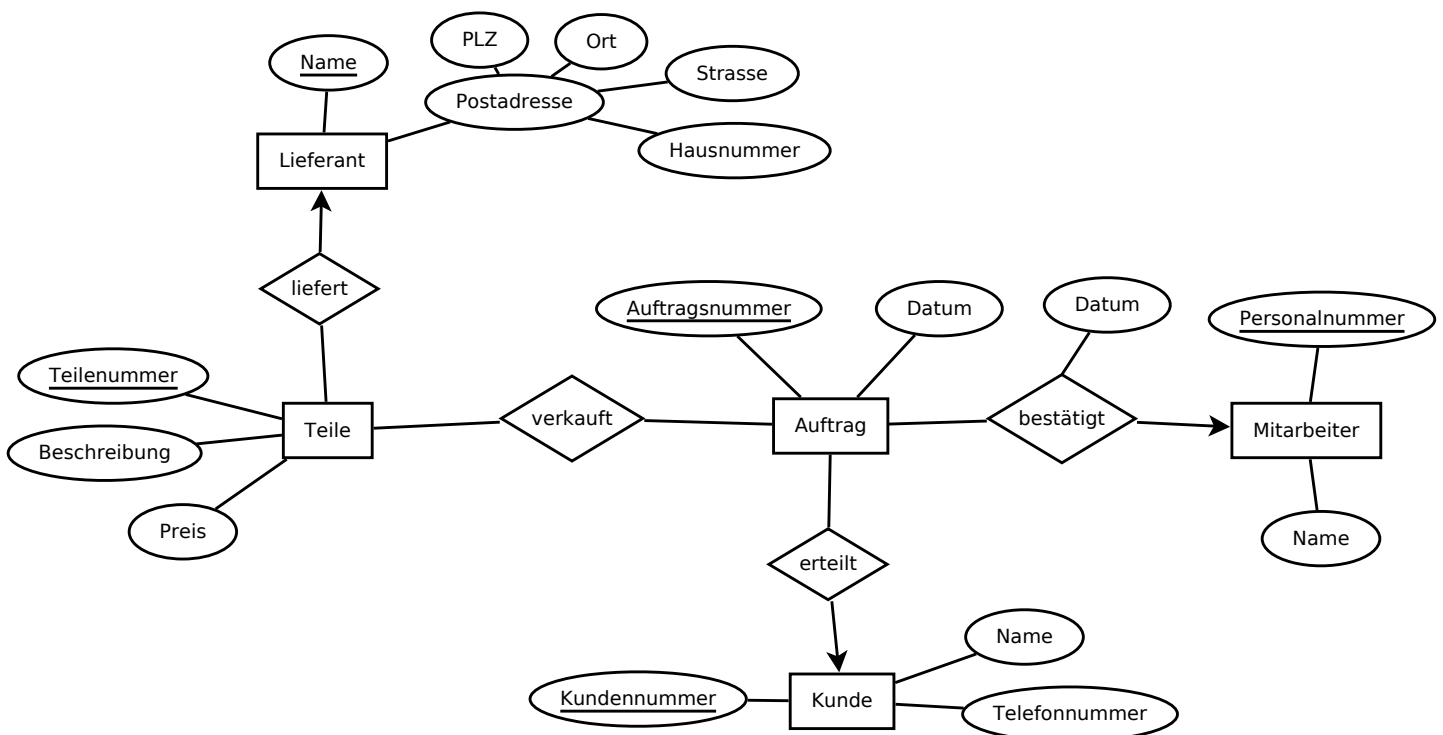 PLZ
Ort
Name
Strasse
Postadresse
Hausnummer
Lieferant
liefert
Auftragsnummer
Datum
Datum
Personalnummer
Teilenummer
verkauft
bestätigt
Auftrag
Teile
Mitarbeiter
Beschreibung
Preis
Name
erteilt
Name
Kundennummer
Kunde
Telefonnummer